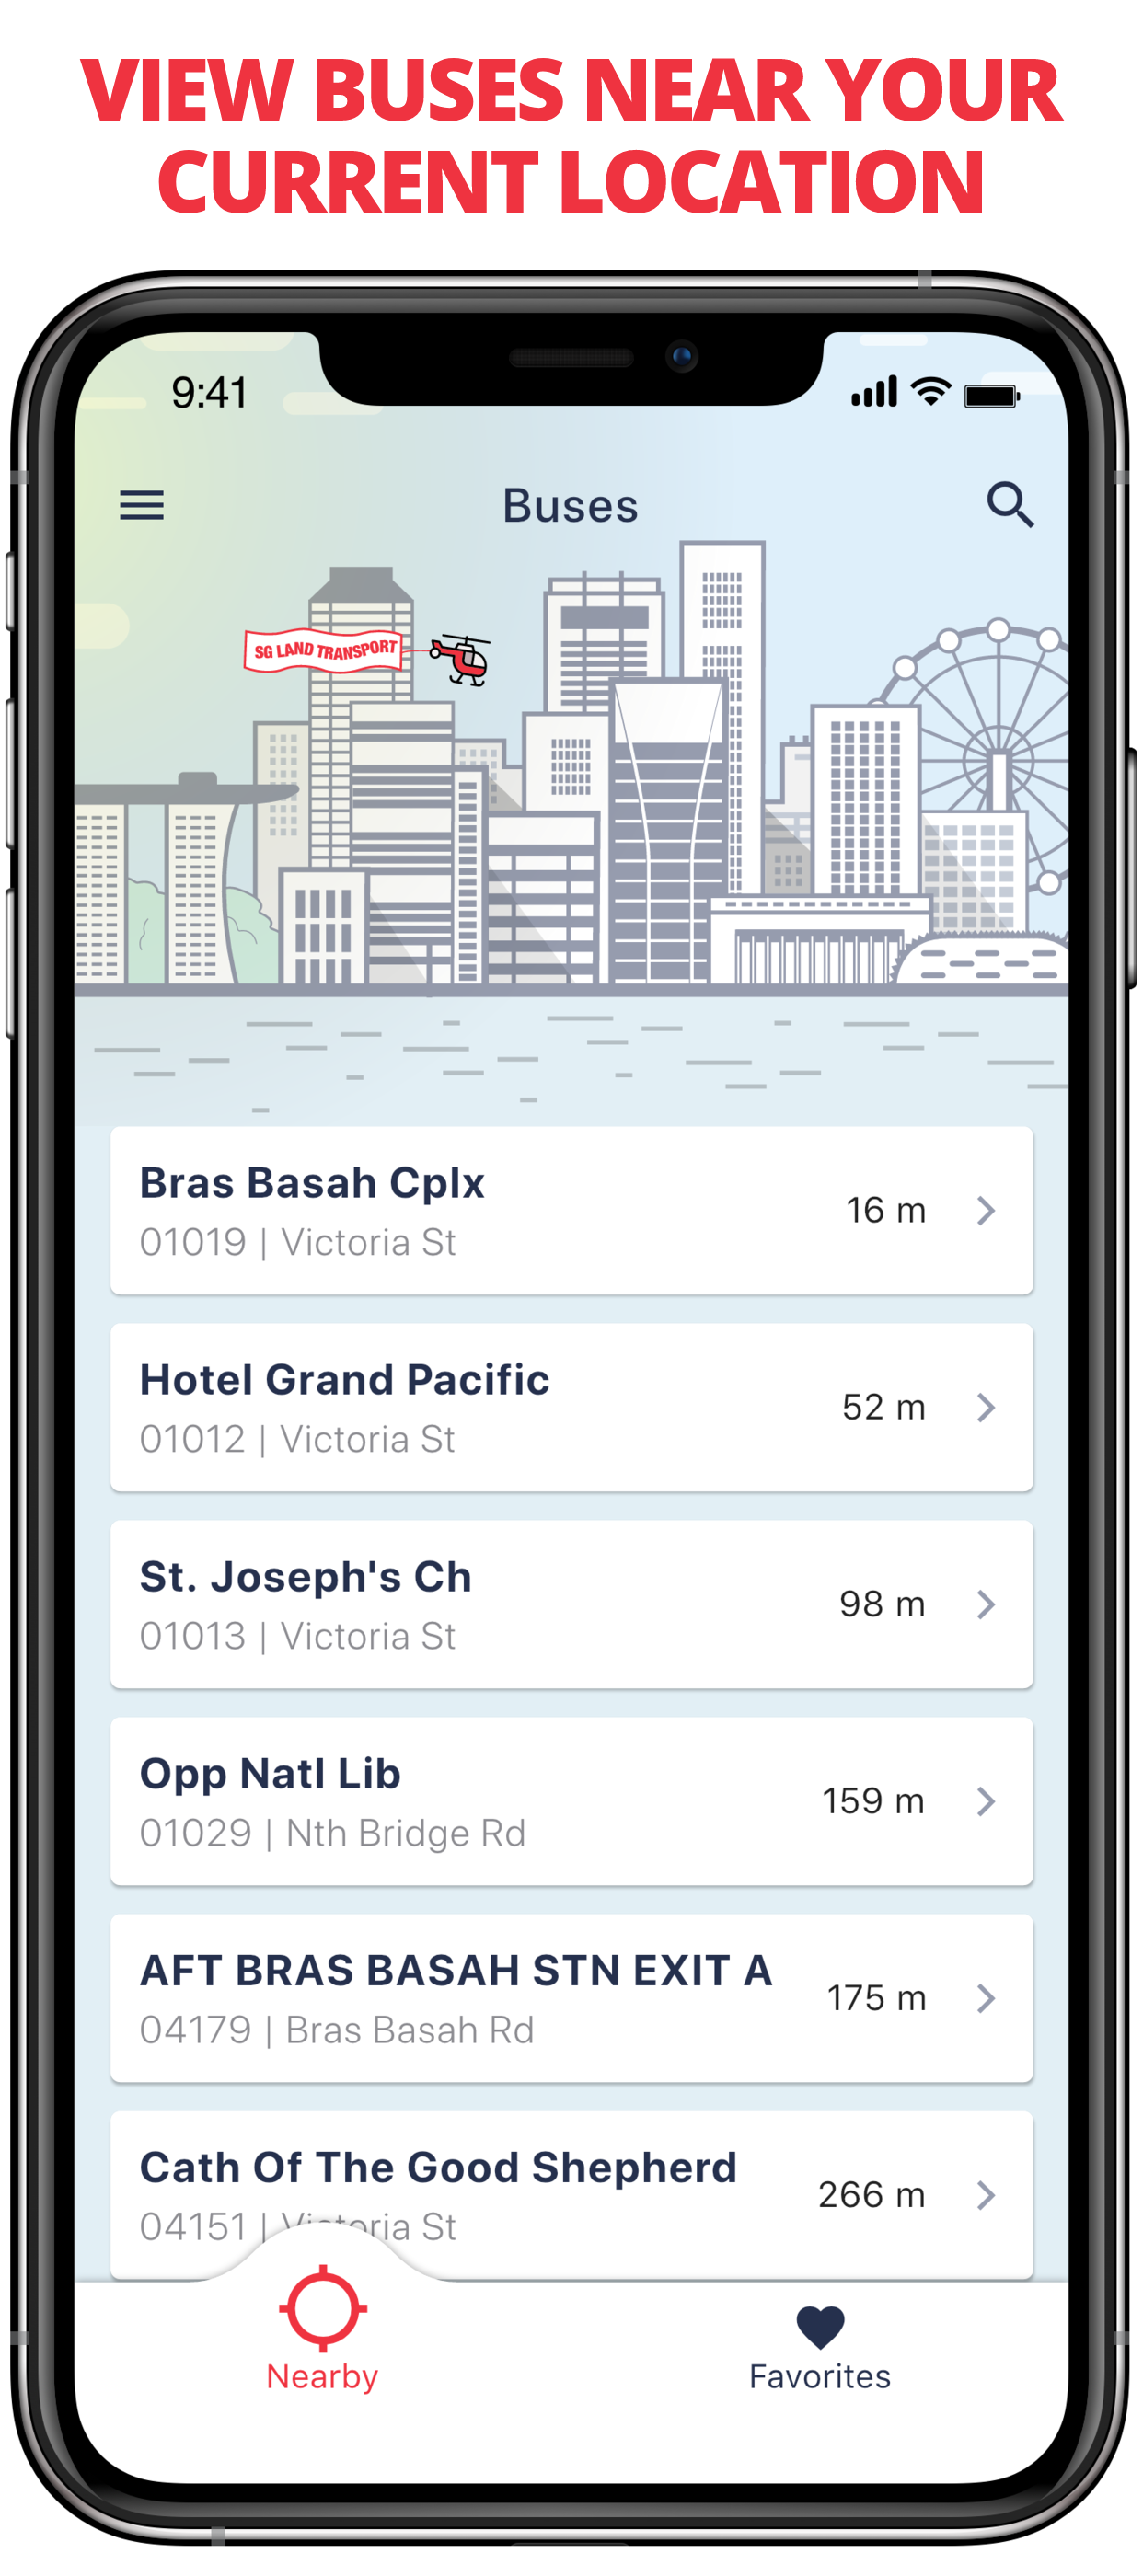 VIEW BUSES NEAR YOUR
CURRENT LOCATION
9:41
Buses
SG LAND TRANSPORT
Bras Basah Cplx
16 m
01019 | Victoria St
Hotel Grand Pacific
52 m
01012 | Victoria St
St. Joseph's Ch
98 m
01013 | Victoria St
Opp Natl Lib
159 m
01029 | Nth Bridge Rd
AFT BRAS BASAH STN EXIT A
175 m
04179 | Bras Basah Rd
Cath Of The Good Shepherd
266 m
04151 | Victoria St
Nearby
Favorites